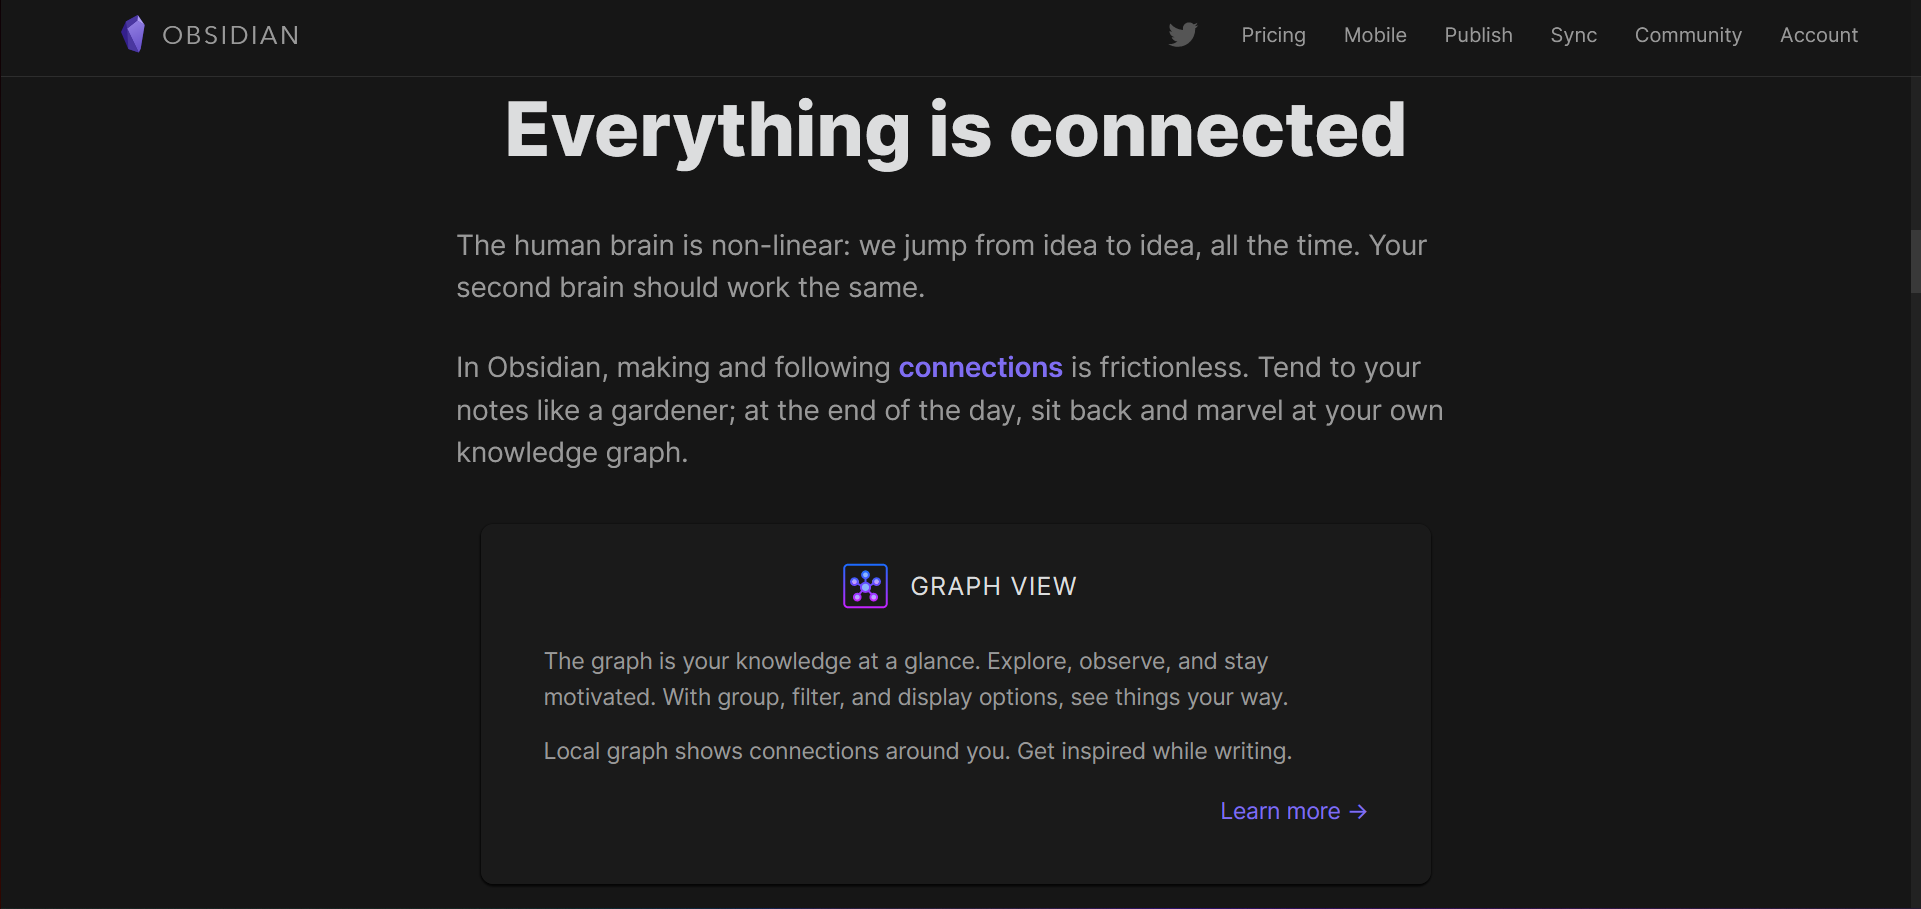 OBSIDIAN
Pricing Mobile Publish Sync Community Account
Everything is connected
The human brain is non-linear: we jump from idea to idea, all the time. Your
second brain should work the same.
In Obsidian, making and following connections is frictionless. Tend to your
notes like a gardener; at the end of the day, sit back and marvel at your own
knowledge graph.
GRAPH VIEW
The graph is your knowledge at a glance. Explore, observe, and stay
motivated. With group, filter, and display options, see things your way.
Local graph shows connections around you. Get inspired while writing.
Learn more →